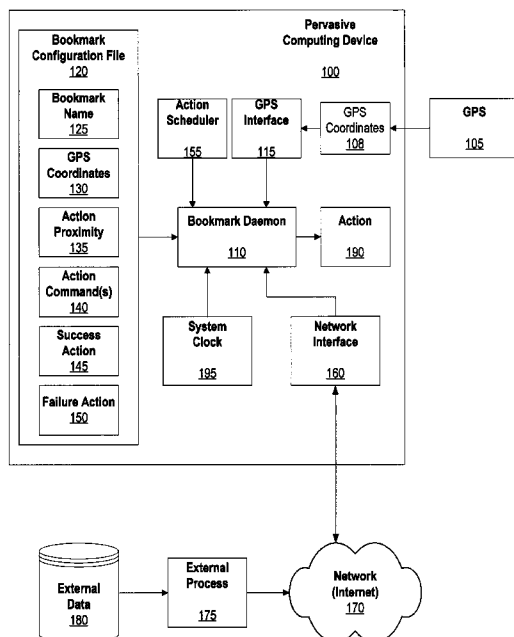 Bookmark
Configuration File
120
Bookmark
Name
125
GPS
Coordinates
130
Action
Proximity
135
Action
Command(s)
140
Success
Action
145
Failure Action
150
Pervasive
Computing Device
100
Action
Scheduler
155
GPS
Interface
115
GPS
Coordinates
108
GPS
105
Bookmark Daemon
110
Action
190
System
Clock
195
Network
Interface
160
External
Data
180
External
Process
175
Network
(Internet)
170